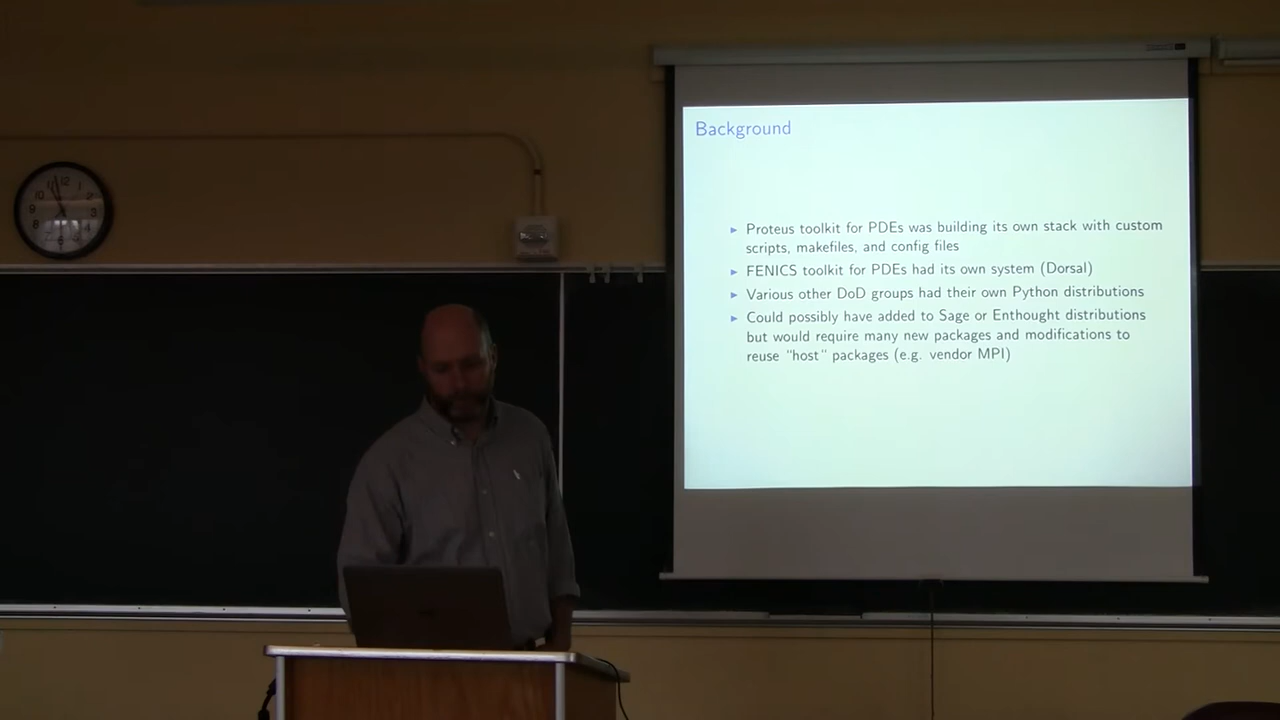 Background
Proteus toolkit for PDEs was building its own stack with custom
scripts, makefiles, and config files
FENICS toolkit for PDEs had its own system (Dorsal)
Various other DoD groups had their own Python distributions
Could possibly have added to Sage or Enthought distributions
but would require many new packages and modifications to
reuse "host" packages (e.g. vendor MPI)